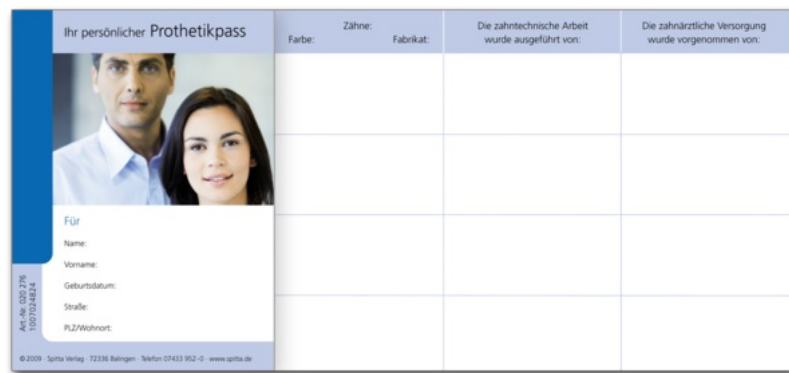 Ihr persönlicher Prothetikpass
Für
Name:
Vorname:
Geburtsdatum:
Straße:
PLZ/Wohnort:
Art.-Nr. 020 276
1007024824
© 2009 · Spitta Verlag · 72336 Balingen · Telefon 07433 952-0 · www.spitta.de
Zähne:
Farbe: Fabrikat:
Die zahntechnische Arbeit
wurde ausgeführt von:
Die zahnärztliche Versorgung
wurde vorgenommen von: